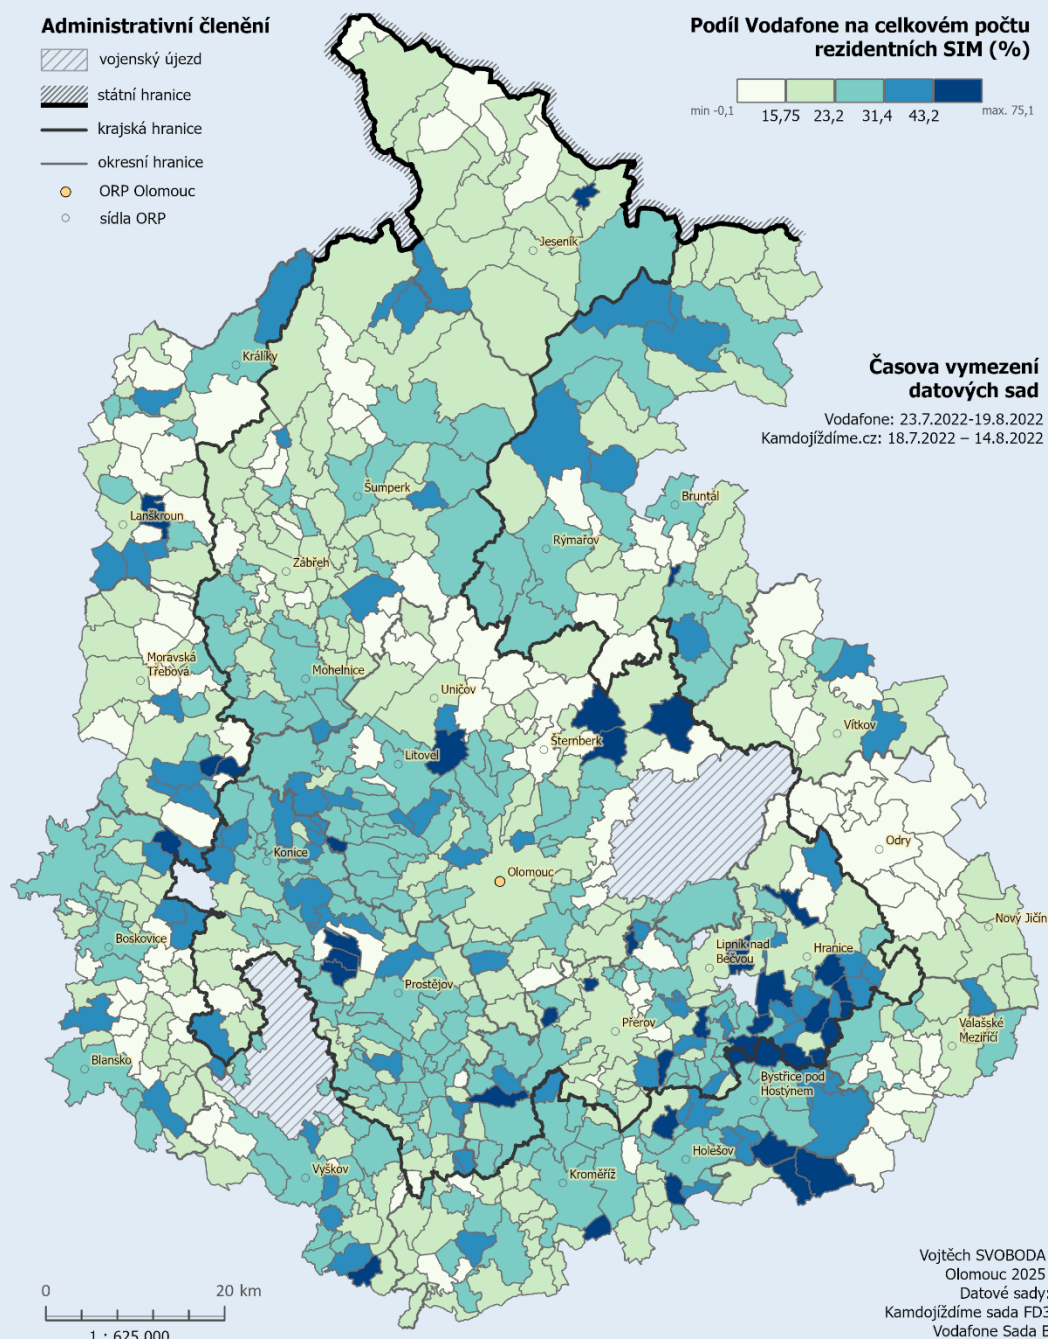 Administrativní členění
vojenský újezd
státní hranice
krajská hranice
okresní hranice
ORP Olomouc
sídla ORP
Podíl Vodafone na celkovém počtu
rezidentních SIM (%)
min -0,1 15,75 23,2 31,4 43,2 max. 75,1
Časova vymezení
datových sad
Vodafone: 23.7.2022-19.8.2022
Kamdojíždíme.cz: 18.7.2022 – 14.8.2022
Jeseník
Králíky
Šumperk
Bruntál
Lanškroun
Rýmařov
Zábřeh
Moravská
Třebová
Mohelnice
Uničov
Vítkov
Šternberk
Litovel
Odry
Konice
Olomouc
Nový Jičín
Boskovice
Lipník nad
Bečvou
Hranice
Prostějov
Přerov
Valašské
Meziříčí
Blansko
Bystřice pod
Hostýnem
Holešov
Vyškov
Kroměříž
0 20 km
1 : 625 000
Vojtěch SVOBODA
Olomouc 2025
Datové sady:
Kamdojíždíme sada FD3
Vodafone Sada B